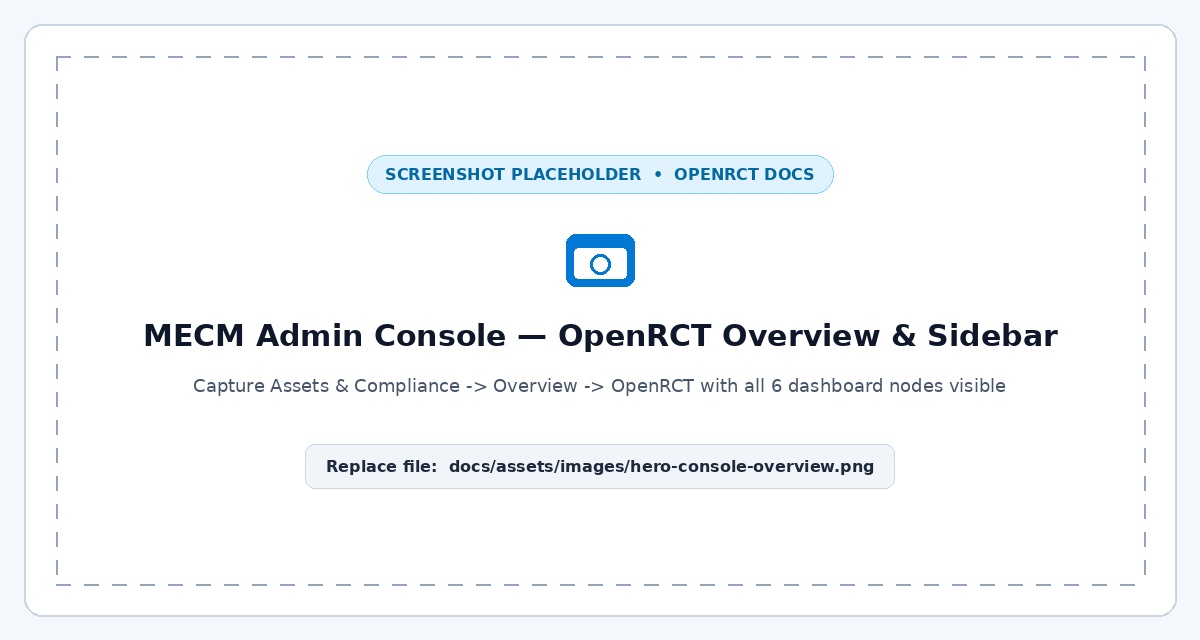 SCREENSHOT PLACEHOLDER • OPENRCT DOCS
MECM Admin Console — OpenRCT Overview & Sidebar
Capture Assets & Compliance -> Overview -> OpenRCT with all 6 dashboard nodes visible
Replace file: docs/assets/images/hero-console-overview.png